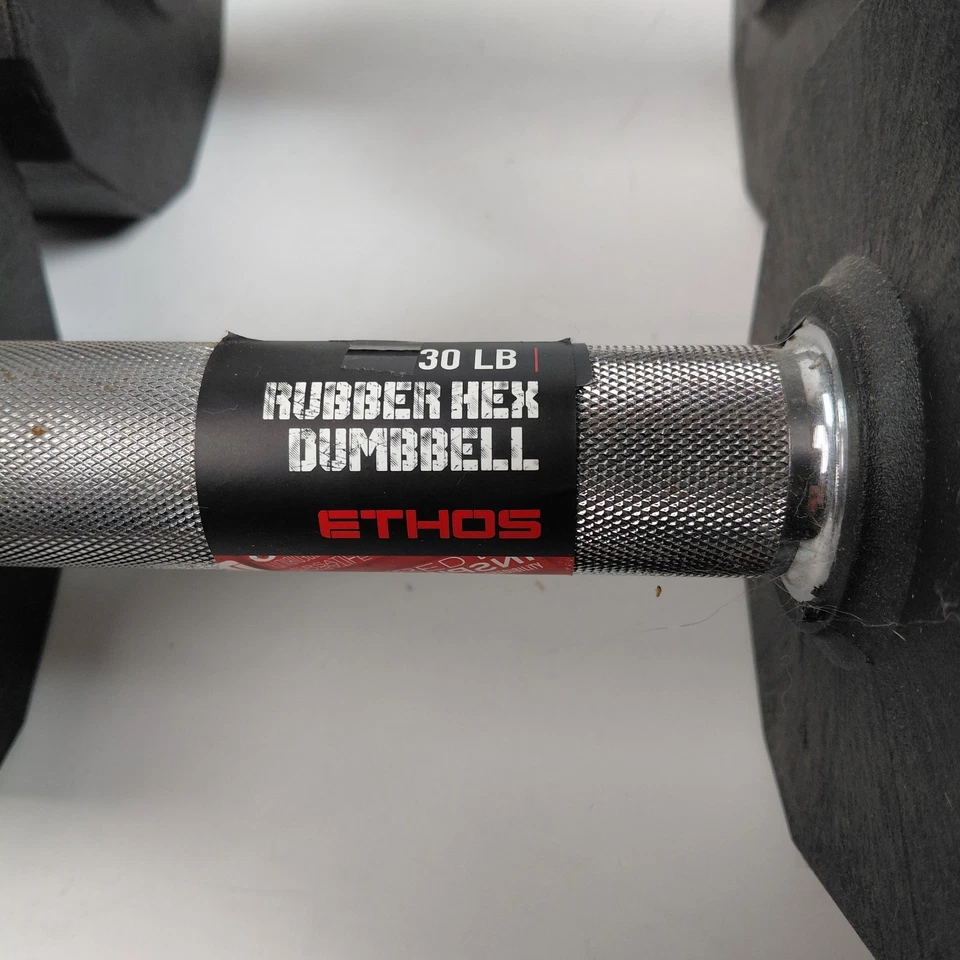 30 LB
RUBBER HEX
DUMBBELL
ETHOS